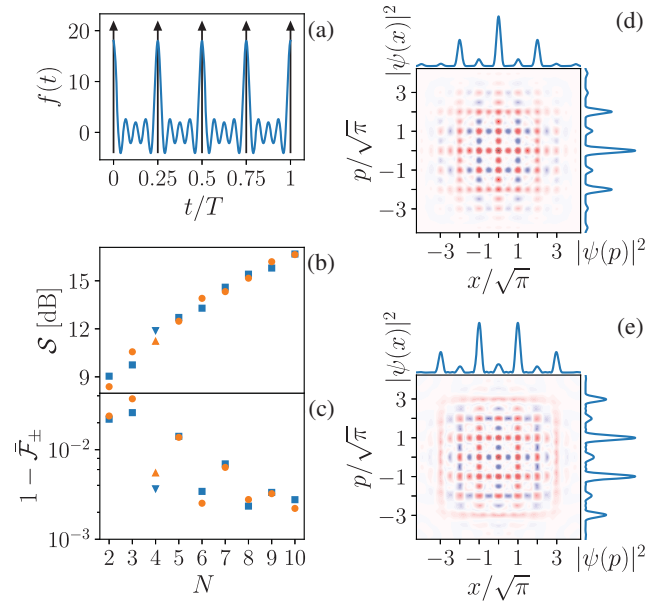 (a)
f(t)
20
10
0
0 0.25 0.5 0.75 1
t/T
(b)
S [dB]
15
12
9
(c)
1 − F̄±
10⁻²
10⁻³
2 3 4 5 6 7 8 9 10
N
(d)
|ψ(x)|²
p/√π
3
1
−1
−3
−3 −1 1 3
x/√π
|ψ(p)|²
(e)
|ψ(x)|²
p/√π
3
1
−1
−3
−3 −1 1 3
x/√π
|ψ(p)|²